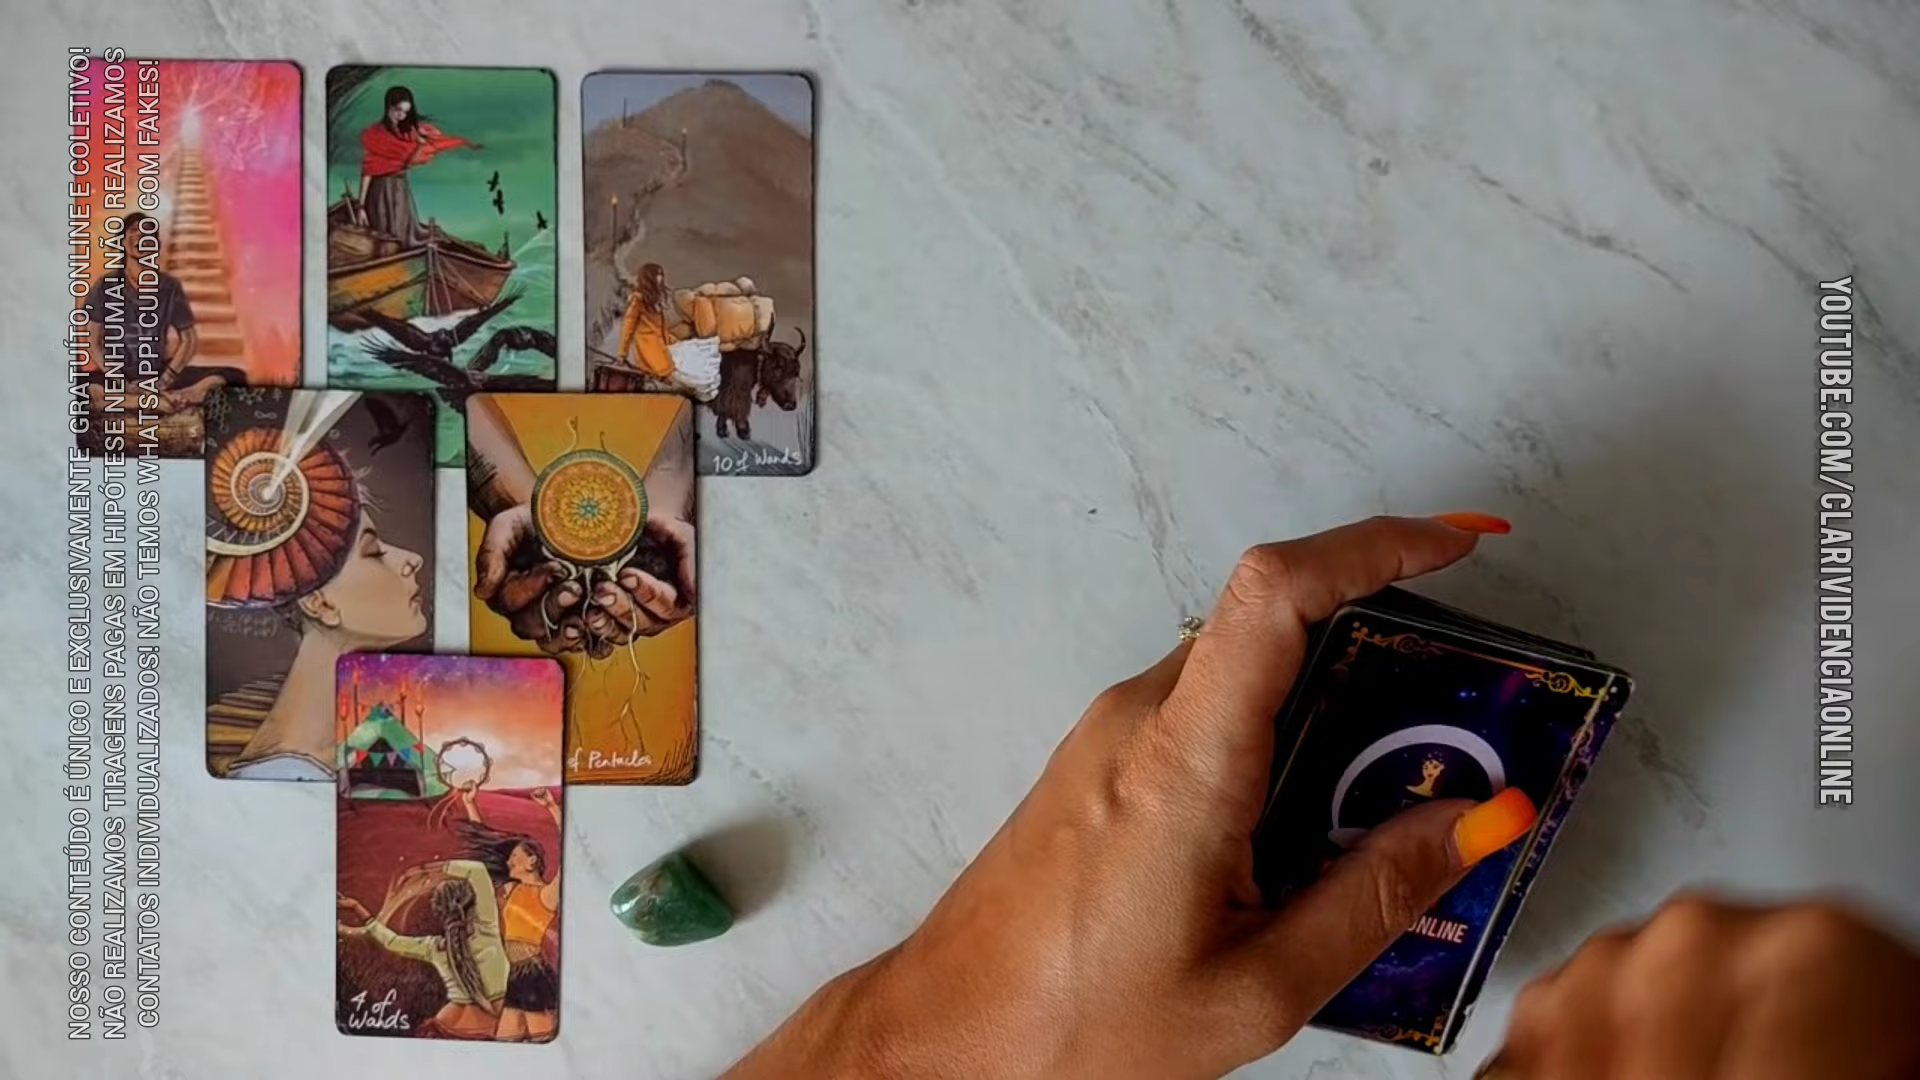 NOSSO CONTEÚDO É ÚNICO E EXCLUSIVAMENTE GRATUÍTO, ONLINE E COLETIVO!
NÃO REALIZAMOS TIRAGENS PAGAS EM HIPÓTESE NENHUMA! NÃO REALIZAMOS
CONTATOS INDIVIDUALIZADOS! NÃO TEMOS WHATSAPP! CUIDADO COM FAKES!
10 of Wands
of Pentacles
4 of
Wands
ONLINE
YOUTUBE.COM/CLARIVIDENCIAONLINE